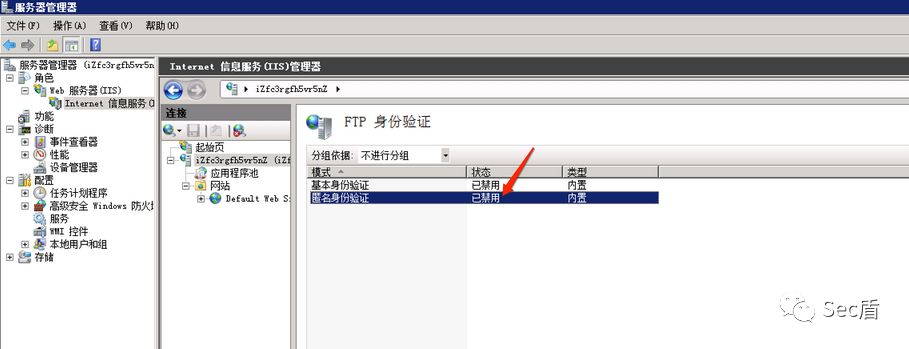 服务器管理器
文件(F) 操作(A) 查看(V) 帮助(H)
服务器管理器 (iZfc3rgfh5vr5n
角色
Web 服务器(IIS)
Internet 信息服务(I
功能
诊断
事件查看器
性能
设备管理器
配置
任务计划程序
高级安全 Windows 防火墙
服务
WMI 控件
本地用户和组
存储
Internet 信息服务(IIS)管理器
iZfc3rgfh5vr5nZ
连接
起始页
iZfc3rgfh5vr5nZ (iZf
应用程序池
网站
Default Web S
FTP 身份验证
分组依据: 不进行分组
模式 状态 类型
基本身份验证 已禁用 内置
匿名身份验证 已禁用 内置
Sec盾